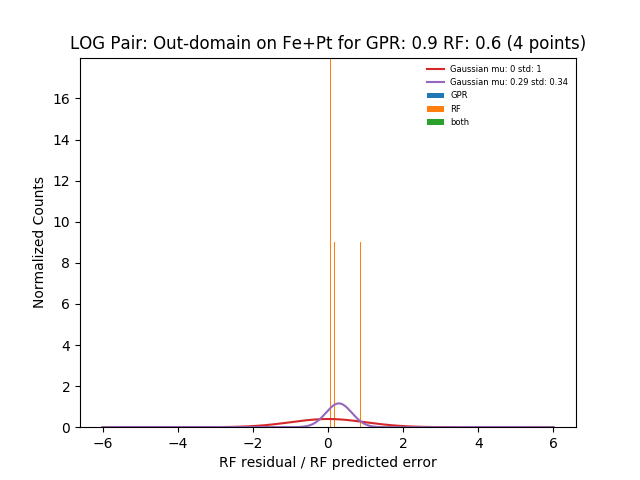 LOG Pair: Out-domain on Fe+Pt for GPR: 0.9 RF: 0.6 (4 points)
Gaussian mu: 0 std: 1
Gaussian mu: 0.29 std: 0.34
GPR
RF
both
Normalized Counts
16
14
12
10
8
6
4
2
0
−6 −4 −2 0 2 4 6
RF residual / RF predicted error